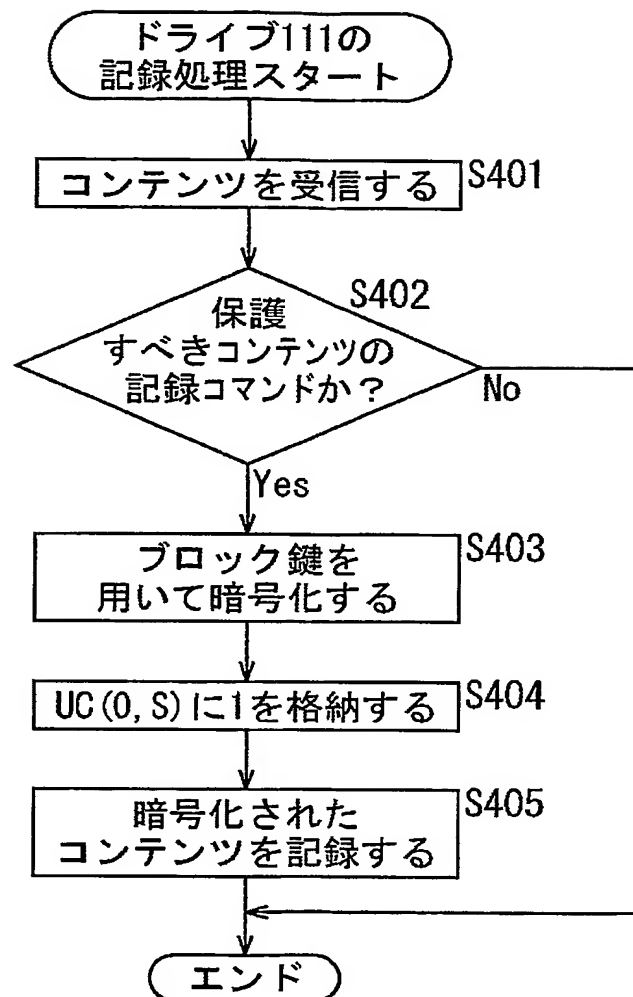 ドライブ111の
記録処理スタート
コンテンツを受信する
S401
S402
保護
すべきコンテンツの
記録コマンドか？
No
Yes
ブロック鍵を
用いて暗号化する
S403
UC(0,S)に1を格納する
S404
暗号化された
コンテンツを記録する
S405
エンド